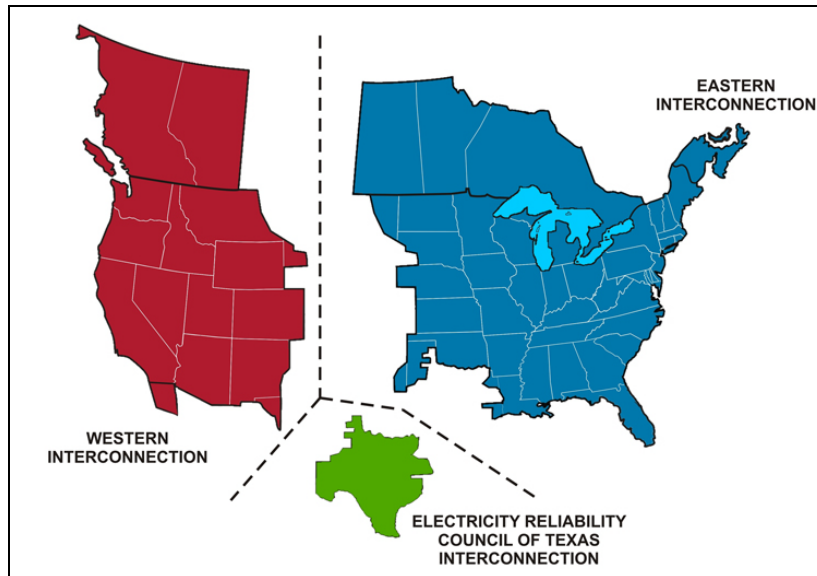 EASTERN
INTERCONNECTION
WESTERN
INTERCONNECTION
ELECTRICITY RELIABILITY
COUNCIL OF TEXAS
INTERCONNECTION